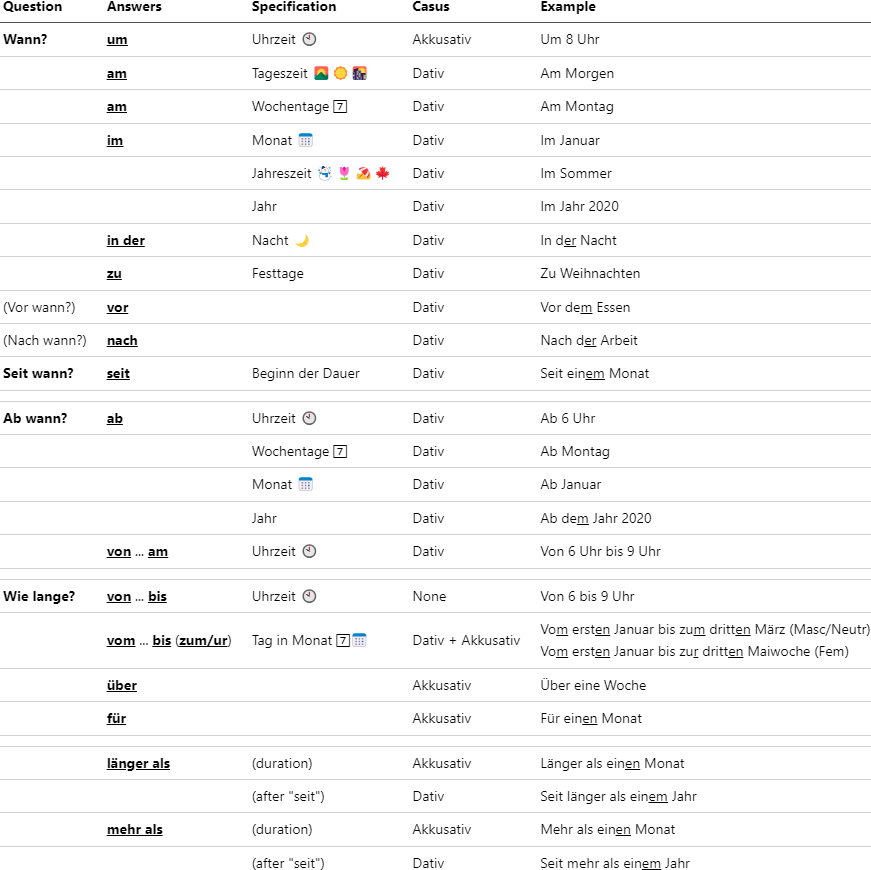 Question Answers Specification Casus Example
Wann? um Uhrzeit 🕙 Akkusativ Um 8 Uhr
am Tageszeit 🌄 ☀️ 🌃 Dativ Am Morgen
am Wochentage 7 Dativ Am Montag
im Monat 📅 Dativ Im Januar
Jahreszeit ⛄ 🌷 🏖️ 🍁 Dativ Im Sommer
Jahr Dativ Im Jahr 2020
in der Nacht 🌙 Dativ In der Nacht
zu Festtage Dativ Zu Weihnachten
(Vor wann?) vor Dativ Vor dem Essen
(Nach wann?) nach Dativ Nach der Arbeit
Seit wann? seit Beginn der Dauer Dativ Seit einem Monat
Ab wann? ab Uhrzeit 🕙 Dativ Ab 6 Uhr
Wochentage 7 Dativ Ab Montag
Monat 📅 Dativ Ab Januar
Jahr Dativ Ab dem Jahr 2020
von ... am Uhrzeit 🕙 Dativ Von 6 Uhr bis 9 Uhr
Wie lange? von ... bis Uhrzeit 🕙 None Von 6 bis 9 Uhr
vom ... bis (zum/ur) Tag in Monat 7📅 Dativ + Akkusativ Vom ersten Januar bis zum dritten März (Masc/Neutr)
Vom ersten Januar bis zur dritten Maiwoche (Fem)
über Akkusativ Über eine Woche
für Akkusativ Für einen Monat
länger als (duration) Akkusativ Länger als einen Monat
(after "seit") Dativ Seit länger als einem Jahr
mehr als (duration) Akkusativ Mehr als einen Monat
(after "seit") Dativ Seit mehr als einem Jahr